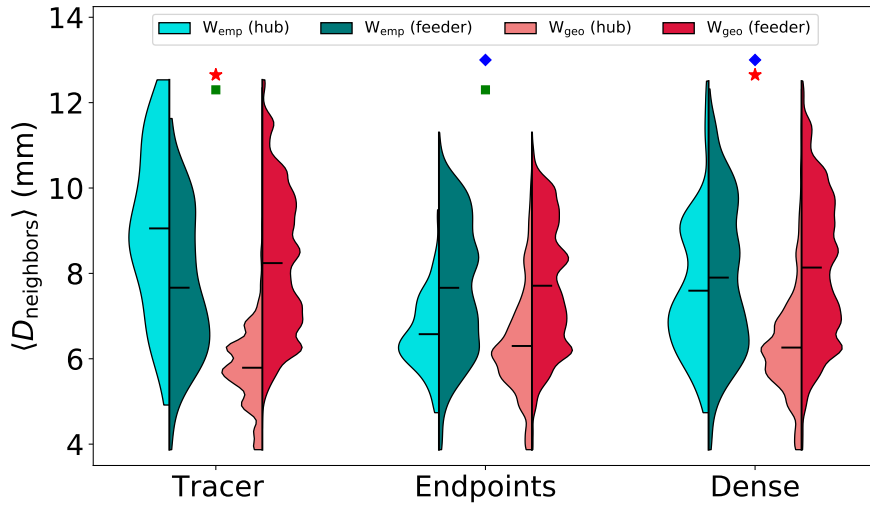 14
W_emp (hub) W_emp (feeder) W_geo (hub) W_geo (feeder)
12
10
8
6
4
⟨D_neighbors⟩ (mm)
Tracer Endpoints Dense